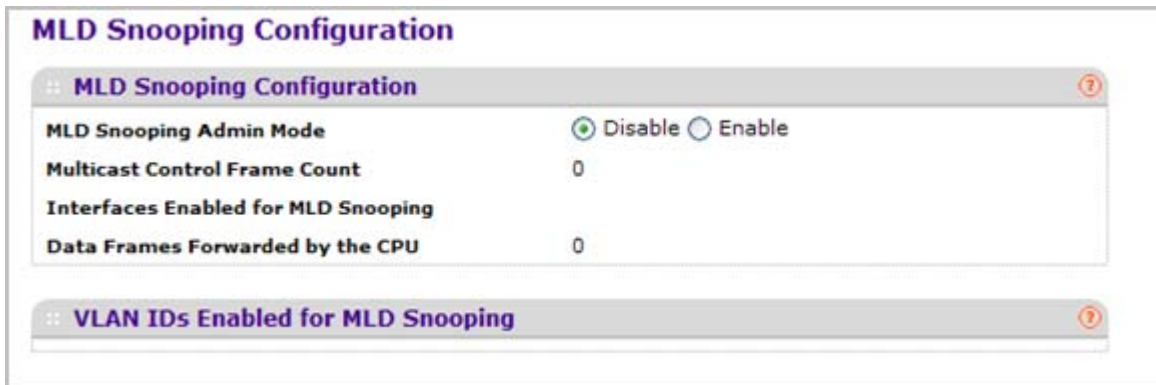 MLD Snooping Configuration
MLD Snooping Configuration ?
MLD Snooping Admin Mode Disable Enable
Multicast Control Frame Count 0
Interfaces Enabled for MLD Snooping
Data Frames Forwarded by the CPU 0
VLAN IDs Enabled for MLD Snooping ?